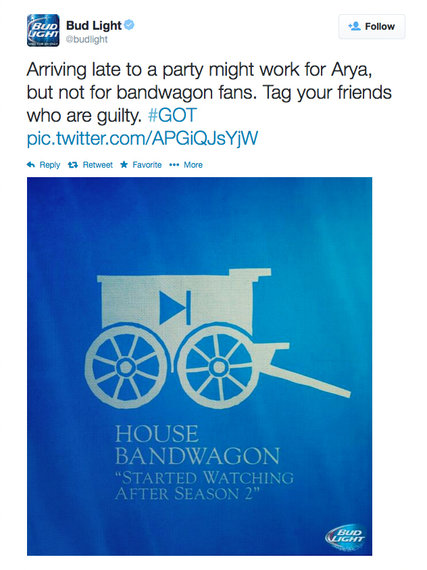 BUD
LIGHT
Bud Light
@budlight
Follow
Arriving late to a party might work for Arya,
but not for bandwagon fans. Tag your friends
who are guilty. #GOT
pic.twitter.com/APGiQJsYjW
Reply Retweet Favorite More
HOUSE
BANDWAGON
“STARTED WATCHING
AFTER SEASON 2”
BUD
LIGHT